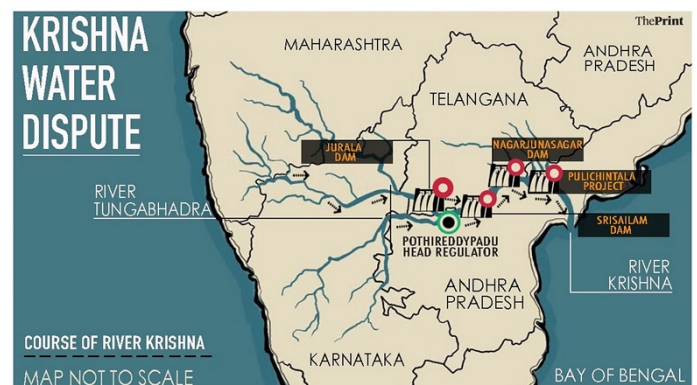 KRISHNA
WATER
DISPUTE
ThePrint
MAHARASHTRA
ANDHRA
PRADESH
TELANGANA
JURALA
DAM
NAGARJUNASAGAR
DAM
PULICHINTALA
PROJECT
RIVER
TUNGABHADRA
SRISAILAM
DAM
POTHIREDDYPADU
HEAD REGULATOR
RIVER
KRISHNA
ANDHRA
PRADESH
COURSE OF RIVER KRISHNA
KARNATAKA
MAP NOT TO SCALE
BAY OF BENGAL